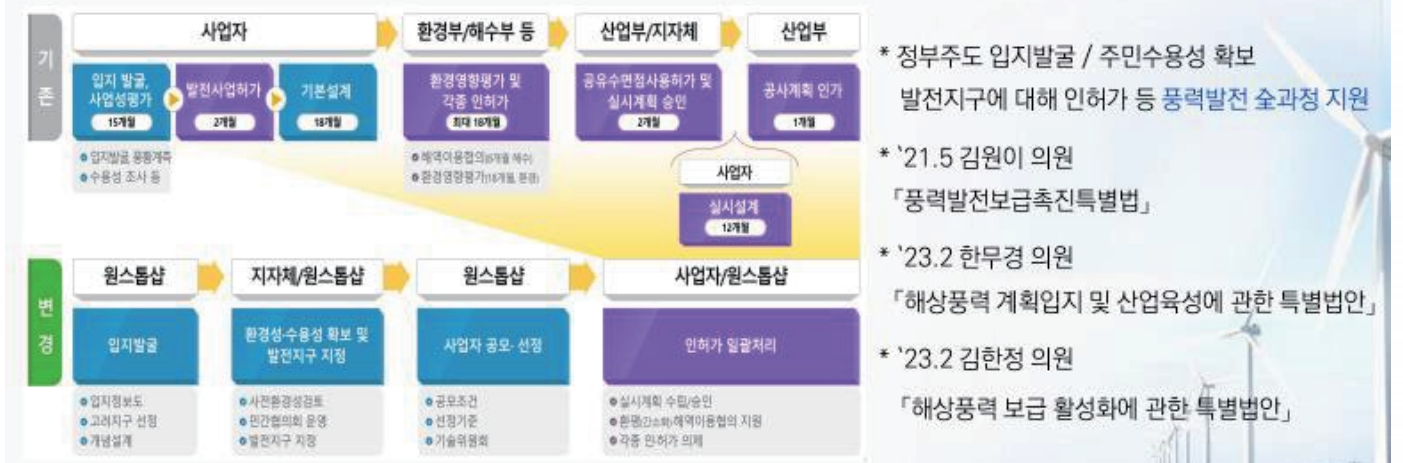 기존
사업자
환경부/해수부 등
산업부/지자체
산업부
입지 발굴,
사업성평가
15개월
발전사업허가
2개월
기본설계
18개월
환경영향평가 및
각종 인허가
최대 18개월
공유수면점사용허가 및
실시계획 승인
2개월
공사계획 인가
1개월
입지발굴 풍황계측
수용성 조사 등
해역이용협의(8개월 해수)
환경영향평가(18개월, 환경)
사업자
실시설계
12개월
변경
원스톱샵
지자체/원스톱샵
원스톱샵
사업자/원스톱샵
입지발굴
환경성·수용성 확보 및
발전지구 지정
사업자 공모·선정
인허가 일괄처리
입지정보도
고려지구 선정
개념설계
사전환경성검토
민간협의회 운영
발전지구 지정
공모조건
선정기준
기술위원회
실시계획 수립/승인
환평(간소화)·해역이용협의 지원
각종 인허가 의제
* 정부주도 입지발굴 / 주민수용성 확보
발전지구에 대해 인허가 등 풍력발전 全과정 지원
* `21.5 김원이 의원
「풍력발전보급촉진특별법」
* `23.2 한무경 의원
「해상풍력 계획입지 및 산업육성에 관한 특별법안」
* `23.2 김한정 의원
「해상풍력 보급 활성화에 관한 특별법안」